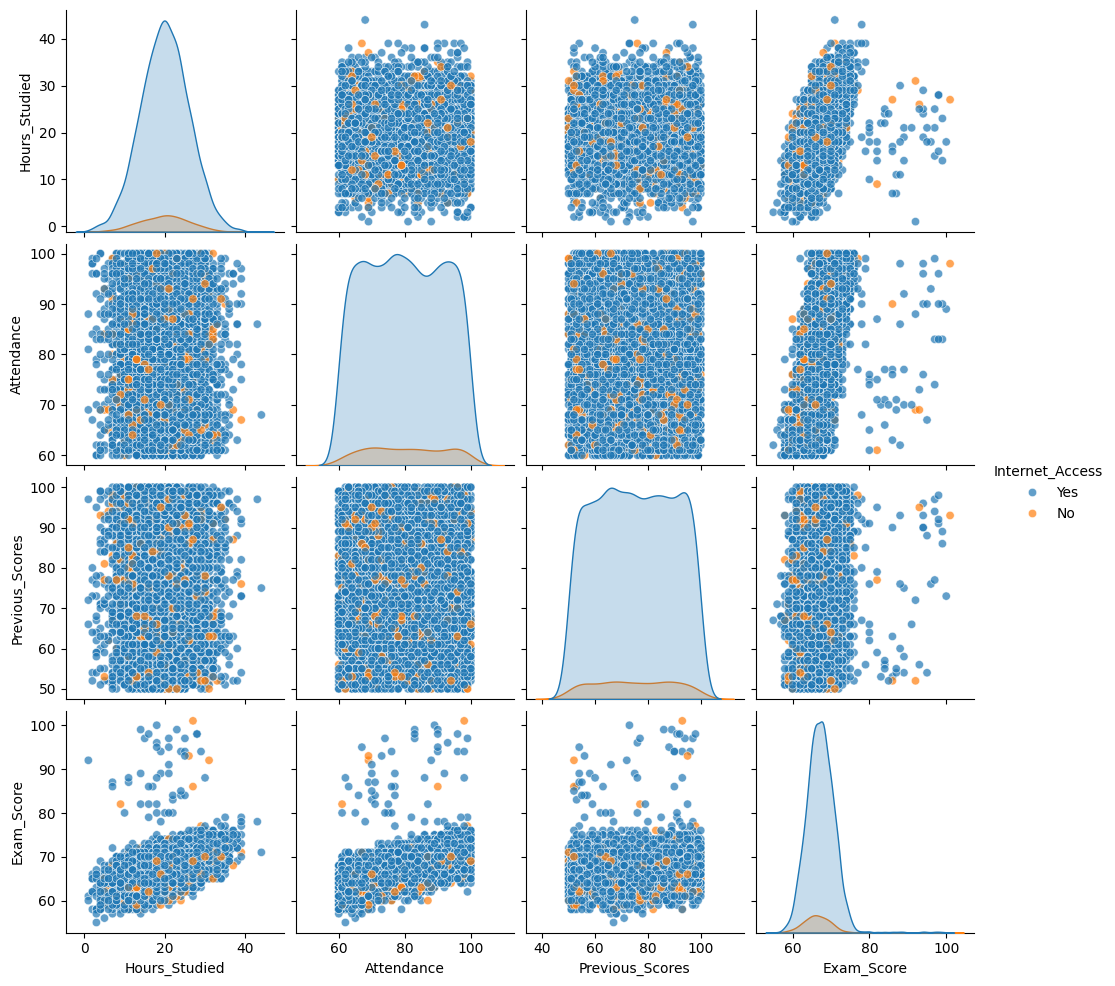 Hours_Studied
40
30
20
10
0
Attendance
100
90
80
70
60
Internet_Access
Yes
No
Previous_Scores
100
90
80
70
60
50
Exam_Score
100
90
80
70
60
0 20 40
60 80 100
40 60 80 100
60 80 100
Hours_Studied Attendance Previous_Scores Exam_Score